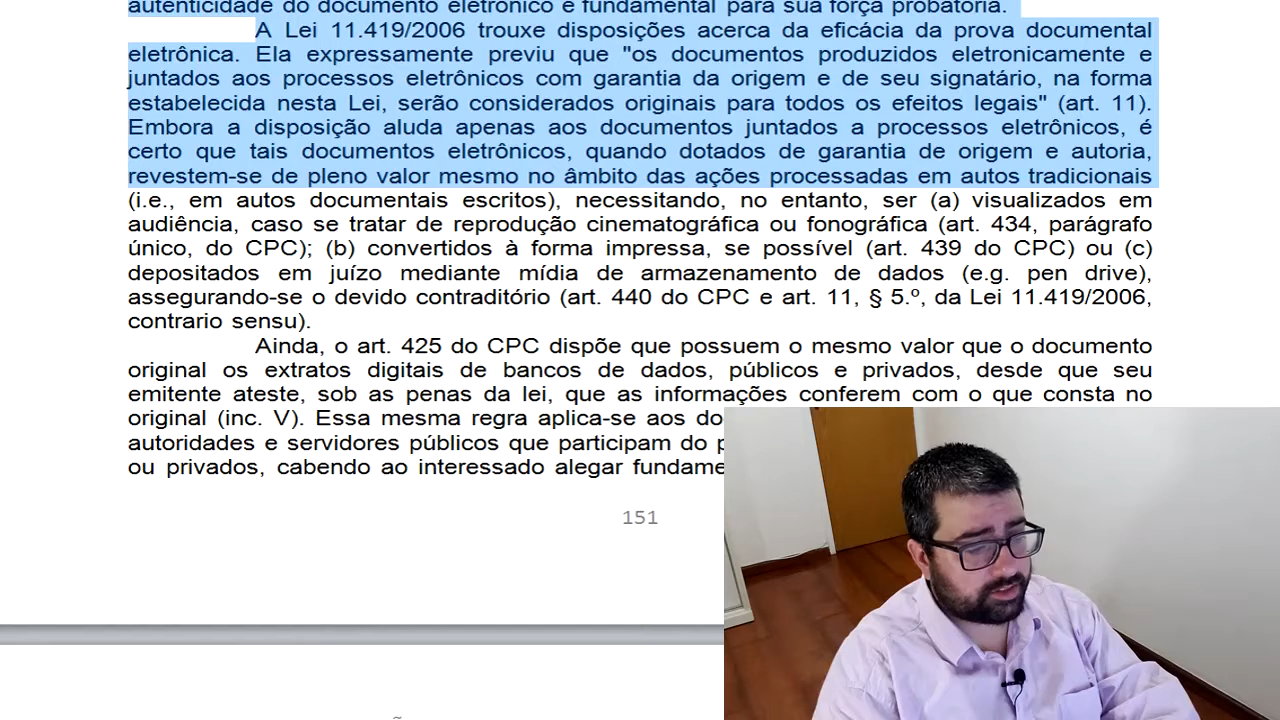 autenticidade do documento eletrônico é fundamental para sua força probatória.
A Lei 11.419/2006 trouxe disposições acerca da eficácia da prova documental
eletrônica. Ela expressamente previu que "os documentos produzidos eletronicamente e
juntados aos processos eletrônicos com garantia da origem e de seu signatário, na forma
estabelecida nesta Lei, serão considerados originais para todos os efeitos legais" (art. 11).
Embora a disposição aluda apenas aos documentos juntados a processos eletrônicos, é
certo que tais documentos eletrônicos, quando dotados de garantia de origem e autoria,
revestem-se de pleno valor mesmo no âmbito das ações processadas em autos tradicionais
(i.e., em autos documentais escritos), necessitando, no entanto, ser (a) visualizados em
audiência, caso se tratar de reprodução cinematográfica ou fonográfica (art. 434, parágrafo
único, do CPC); (b) convertidos à forma impressa, se possível (art. 439 do CPC) ou (c)
depositados em juízo mediante mídia de armazenamento de dados (e.g. pen drive),
assegurando-se o devido contraditório (art. 440 do CPC e art. 11, § 5.º, da Lei 11.419/2006,
contrario sensu).
Ainda, o art. 425 do CPC dispõe que possuem o mesmo valor que o documento
original os extratos digitais de bancos de dados, públicos e privados, desde que seu
emitente ateste, sob as penas da lei, que as informações conferem com o que consta no
original (inc. V). Essa mesma regra aplica-se aos do
autoridades e servidores públicos que participam do p
ou privados, cabendo ao interessado alegar fundame
151